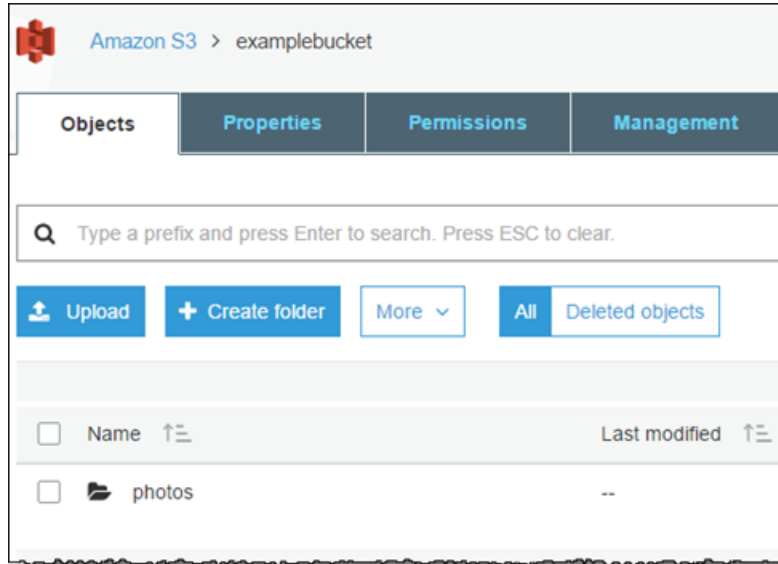 Amazon S3 > examplebucket
Objects Properties Permissions Management
Type a prefix and press Enter to search. Press ESC to clear.
Upload + Create folder More All Deleted objects
Name Last modified
photos --